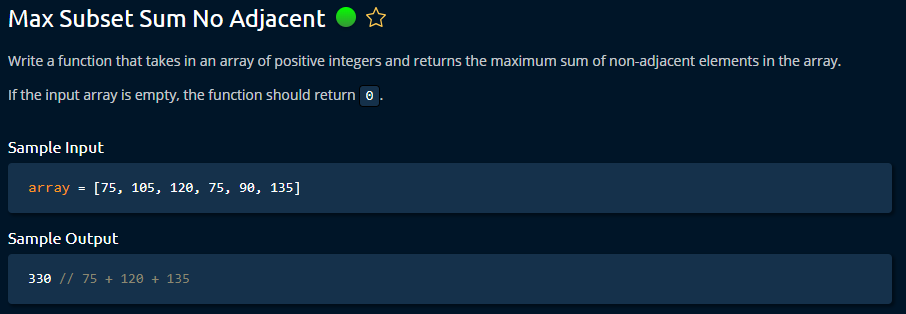 Max Subset Sum No Adjacent
Write a function that takes in an array of positive integers and returns the maximum sum of non-adjacent elements in the array.
If the input array is empty, the function should return 0.
Sample Input
array = [75, 105, 120, 75, 90, 135]
Sample Output
330 // 75 + 120 + 135